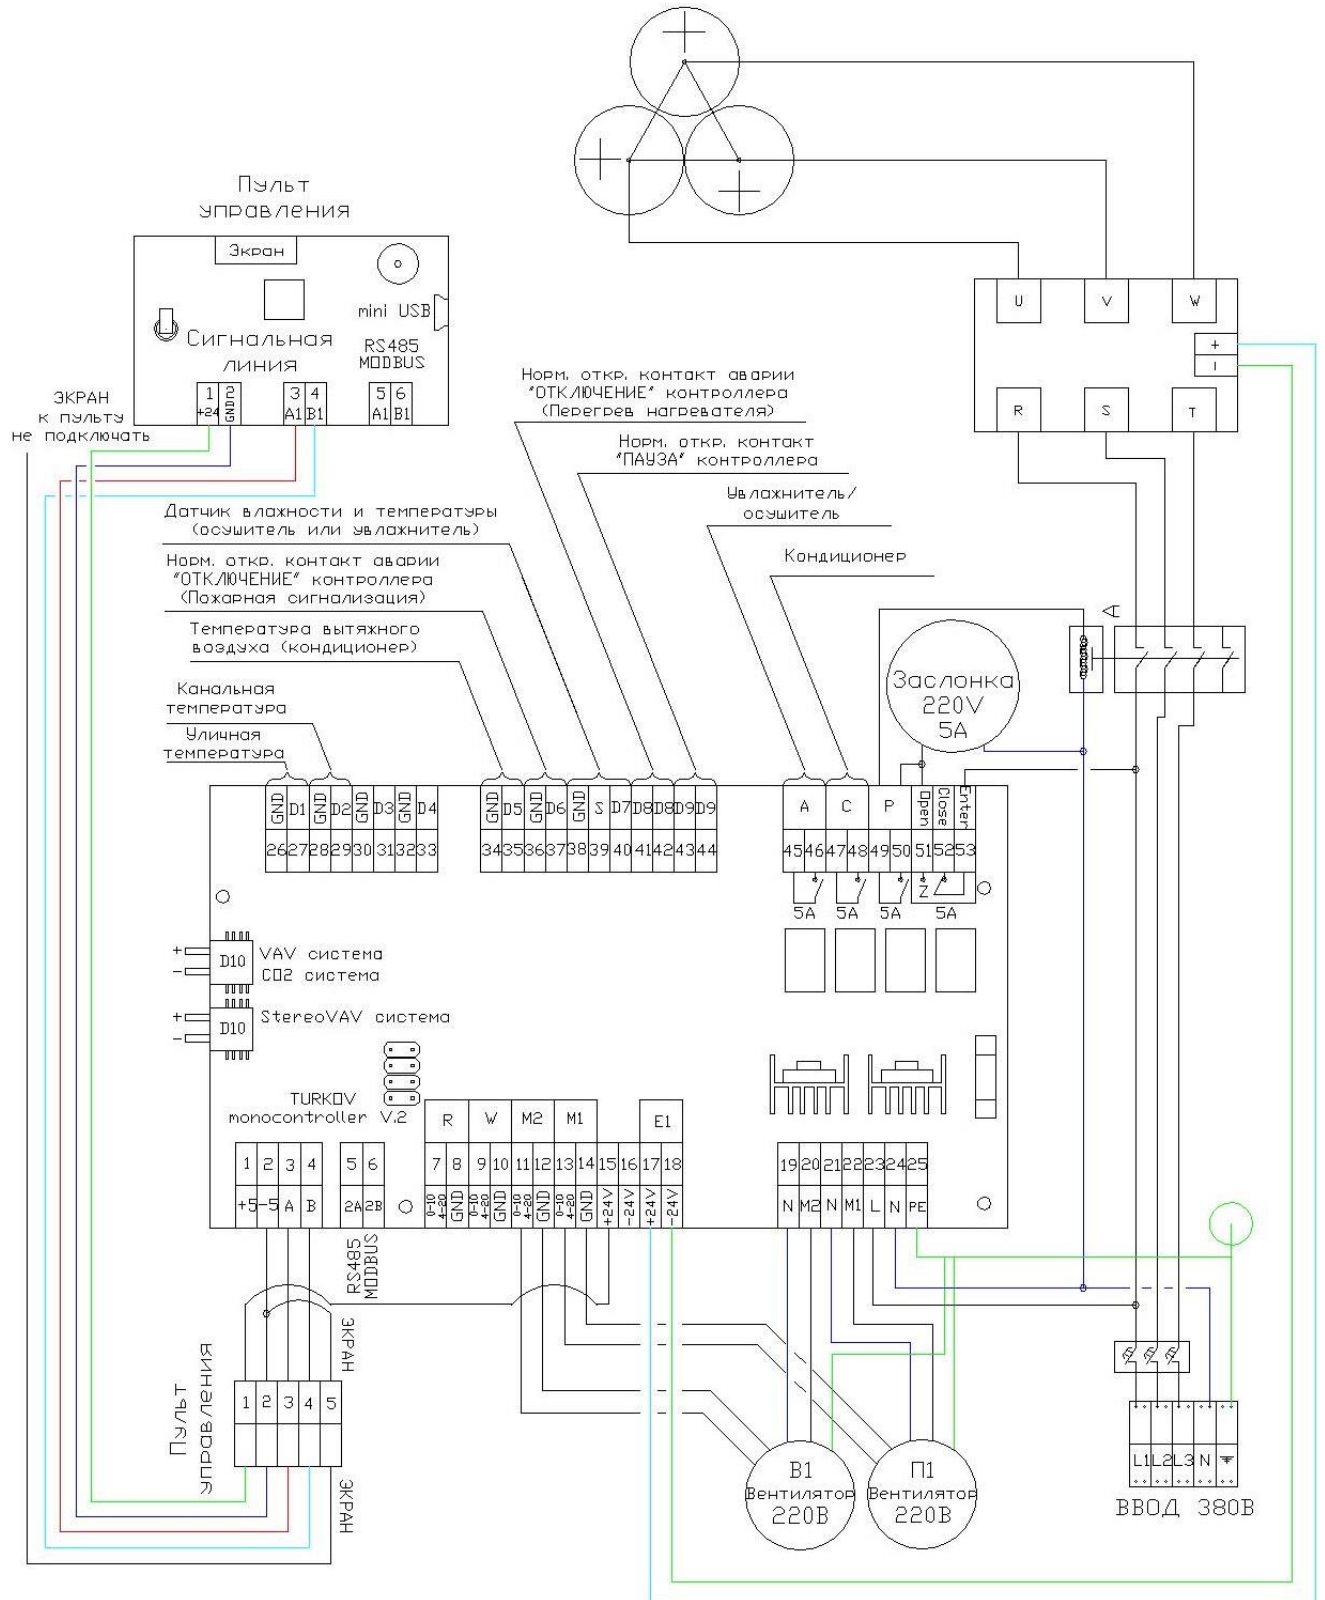 Пульт
управления
Экран
mini USB
Сигнальная
линия
RS485
MODBUS
1 2 3 4 5 6
+24 GND A1 B1 A1 B1
ЭКРАН
к пульту
не подключать
U V W
+
-
R S T
Норм. откр. контакт аварии
"ОТКЛЮЧЕНИЕ" контроллера
(Перегрев нагревателя)
Норм. откр. контакт
"ПАУЗА" контроллера
Увлажнитель/
осушитель
Кондиционер
Датчик влажности и температуры
(осушитель или увлажнитель)
Норм. откр. контакт аварии
"ОТКЛЮЧЕНИЕ" контроллера
(Пожарная сигнализация)
Температура вытяжного
воздуха (кондиционер)
Канальная
температура
Уличная
температура
A
Заслонка
220V
5A
GND D1 GND D2 GND D3 GND D4
26 27 28 29 30 31 32 33
GND D5 GND D6 GND S D7 D8 D8 D9 D9
34 35 36 37 38 39 40 41 42 43 44
A C P Open Close Enter
45 46 47 48 49 50 51 52 53
Z
5A 5A 5A 5A
+
-
D10
VAV система
CO2 система
+
-
D10
StereoVAV система
TURKOV
monocontroller V.2
R W M2 M1 E1
1 2 3 4
+5 -5 A B
5 6
2A 2B
RS485
MODBUS
7 8 9 10 11 12 13 14 15 16 17 18
0-10 4-20 GND 0-10 4-20 GND 0-10 4-20 GND 0-10 4-20 GND +24V -24V +24V -24V
19 20 21 22 23 24 25
N M2 N M1 L N PE
ЭКРАН
Пульт
управления
1 2 3 4 5
ЭКРАН
В1
Вентилятор
220В
П1
Вентилятор
220В
L1 L2 L3 N
ВВОД 380В